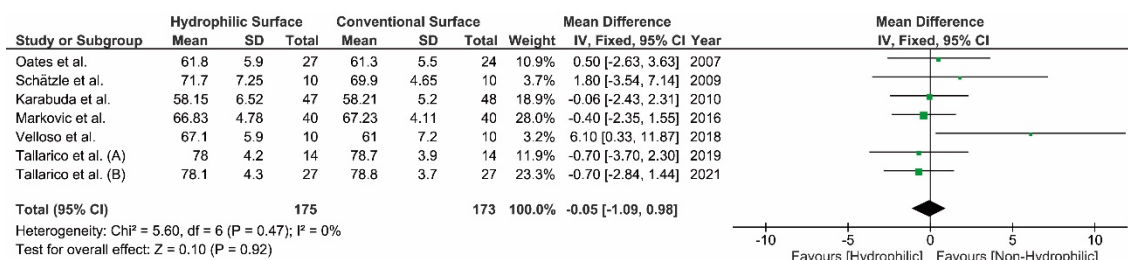 Hydrophilic Surface Conventional Surface Mean Difference Mean Difference
Study or Subgroup Mean SD Total Mean SD Total Weight IV, Fixed, 95% CI Year IV, Fixed, 95% CI
Oates et al. 61.8 5.9 27 61.3 5.5 24 10.9% 0.50 [-2.63, 3.63] 2007
Schätzle et al. 71.7 7.25 10 69.9 4.65 10 3.7% 1.80 [-3.54, 7.14] 2009
Karabuda et al. 58.15 6.52 47 58.21 5.2 48 18.9% -0.06 [-2.43, 2.31] 2010
Markovic et al. 66.83 4.78 40 67.23 4.11 40 28.0% -0.40 [-2.35, 1.55] 2016
Velloso et al. 67.1 5.9 10 61 7.2 10 3.2% 6.10 [0.33, 11.87] 2018
Tallarico et al. (A) 78 4.2 14 78.7 3.9 14 11.9% -0.70 [-3.70, 2.30] 2019
Tallarico et al. (B) 78.1 4.3 27 78.8 3.7 27 23.3% -0.70 [-2.84, 1.44] 2021
Total (95% CI) 175 173 100.0% -0.05 [-1.09, 0.98]
Heterogeneity: Chi² = 5.60, df = 6 (P = 0.47); I² = 0%
Test for overall effect: Z = 0.10 (P = 0.92)
-10 -5 0 5 10
Favours [Hydrophilic] Favours [Non-Hydrophilic]